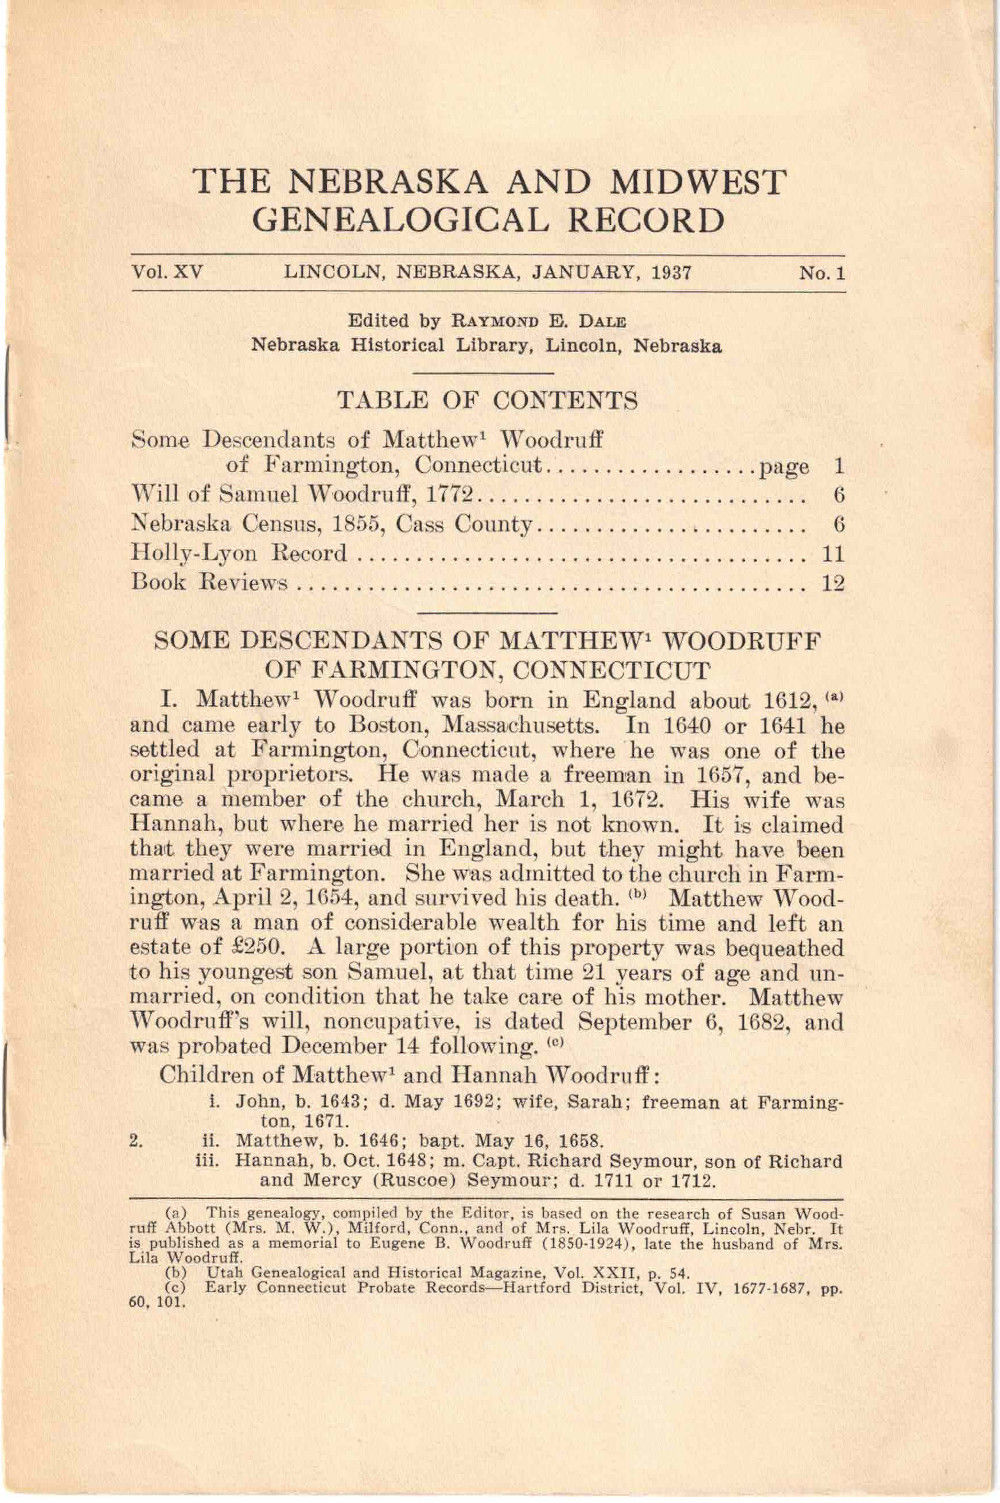 THE NEBRASKA AND MIDWEST
GENEALOGICAL RECORD
Vol. XV LINCOLN, NEBRASKA, JANUARY, 1937 No. 1
Edited by RAYMOND E. DALE
Nebraska Historical Library, Lincoln, Nebraska
TABLE OF CONTENTS
Some Descendants of Matthew¹ Woodruff
of Farmington, Connecticut..................page 1
Will of Samuel Woodruff, 1772............................ 6
Nebraska Census, 1855, Cass County....................... 6
Holly-Lyon Record ...................................... 11
Book Reviews ........................................... 12
SOME DESCENDANTS OF MATTHEW¹ WOODRUFF
OF FARMINGTON, CONNECTICUT
I. Matthew¹ Woodruff was born in England about 1612, (a)
and came early to Boston, Massachusetts. In 1640 or 1641 he
settled at Farmington, Connecticut, where he was one of the
original proprietors. He was made a freeman in 1657, and be-
came a member of the church, March 1, 1672. His wife was
Hannah, but where he married her is not known. It is claimed
that they were married in England, but they might have been
married at Farmington. She was admitted to the church in Farm-
ington, April 2, 1654, and survived his death. (b) Matthew Wood-
ruff was a man of considerable wealth for his time and left an
estate of £250. A large portion of this property was bequeathed
to his youngest son Samuel, at that time 21 years of age and un-
married, on condition that he take care of his mother. Matthew
Woodruff's will, noncupative, is dated September 6, 1682, and
was probated December 14 following. (c)
Children of Matthew¹ and Hannah Woodruff:
i. John, b. 1643; d. May 1692; wife, Sarah; freeman at Farming-
ton, 1671.
2. ii. Matthew, b. 1646; bapt. May 16, 1658.
iii. Hannah, b. Oct. 1648; m. Capt. Richard Seymour, son of Richard
and Mercy (Ruscoe) Seymour; d. 1711 or 1712.
(a) This genealogy, compiled by the Editor, is based on the research of Susan Wood-
ruff Abbott (Mrs. M. W.), Milford, Conn., and of Mrs. Lila Woodruff, Lincoln, Nebr. It
is published as a memorial to Eugene B. Woodruff (1850-1924), late the husband of Mrs.
Lila Woodruff.
(b) Utah Genealogical and Historical Magazine, Vol. XXII, p. 54.
(c) Early Connecticut Probate Records—Hartford District, Vol. IV, 1677-1687, pp.
60, 101.